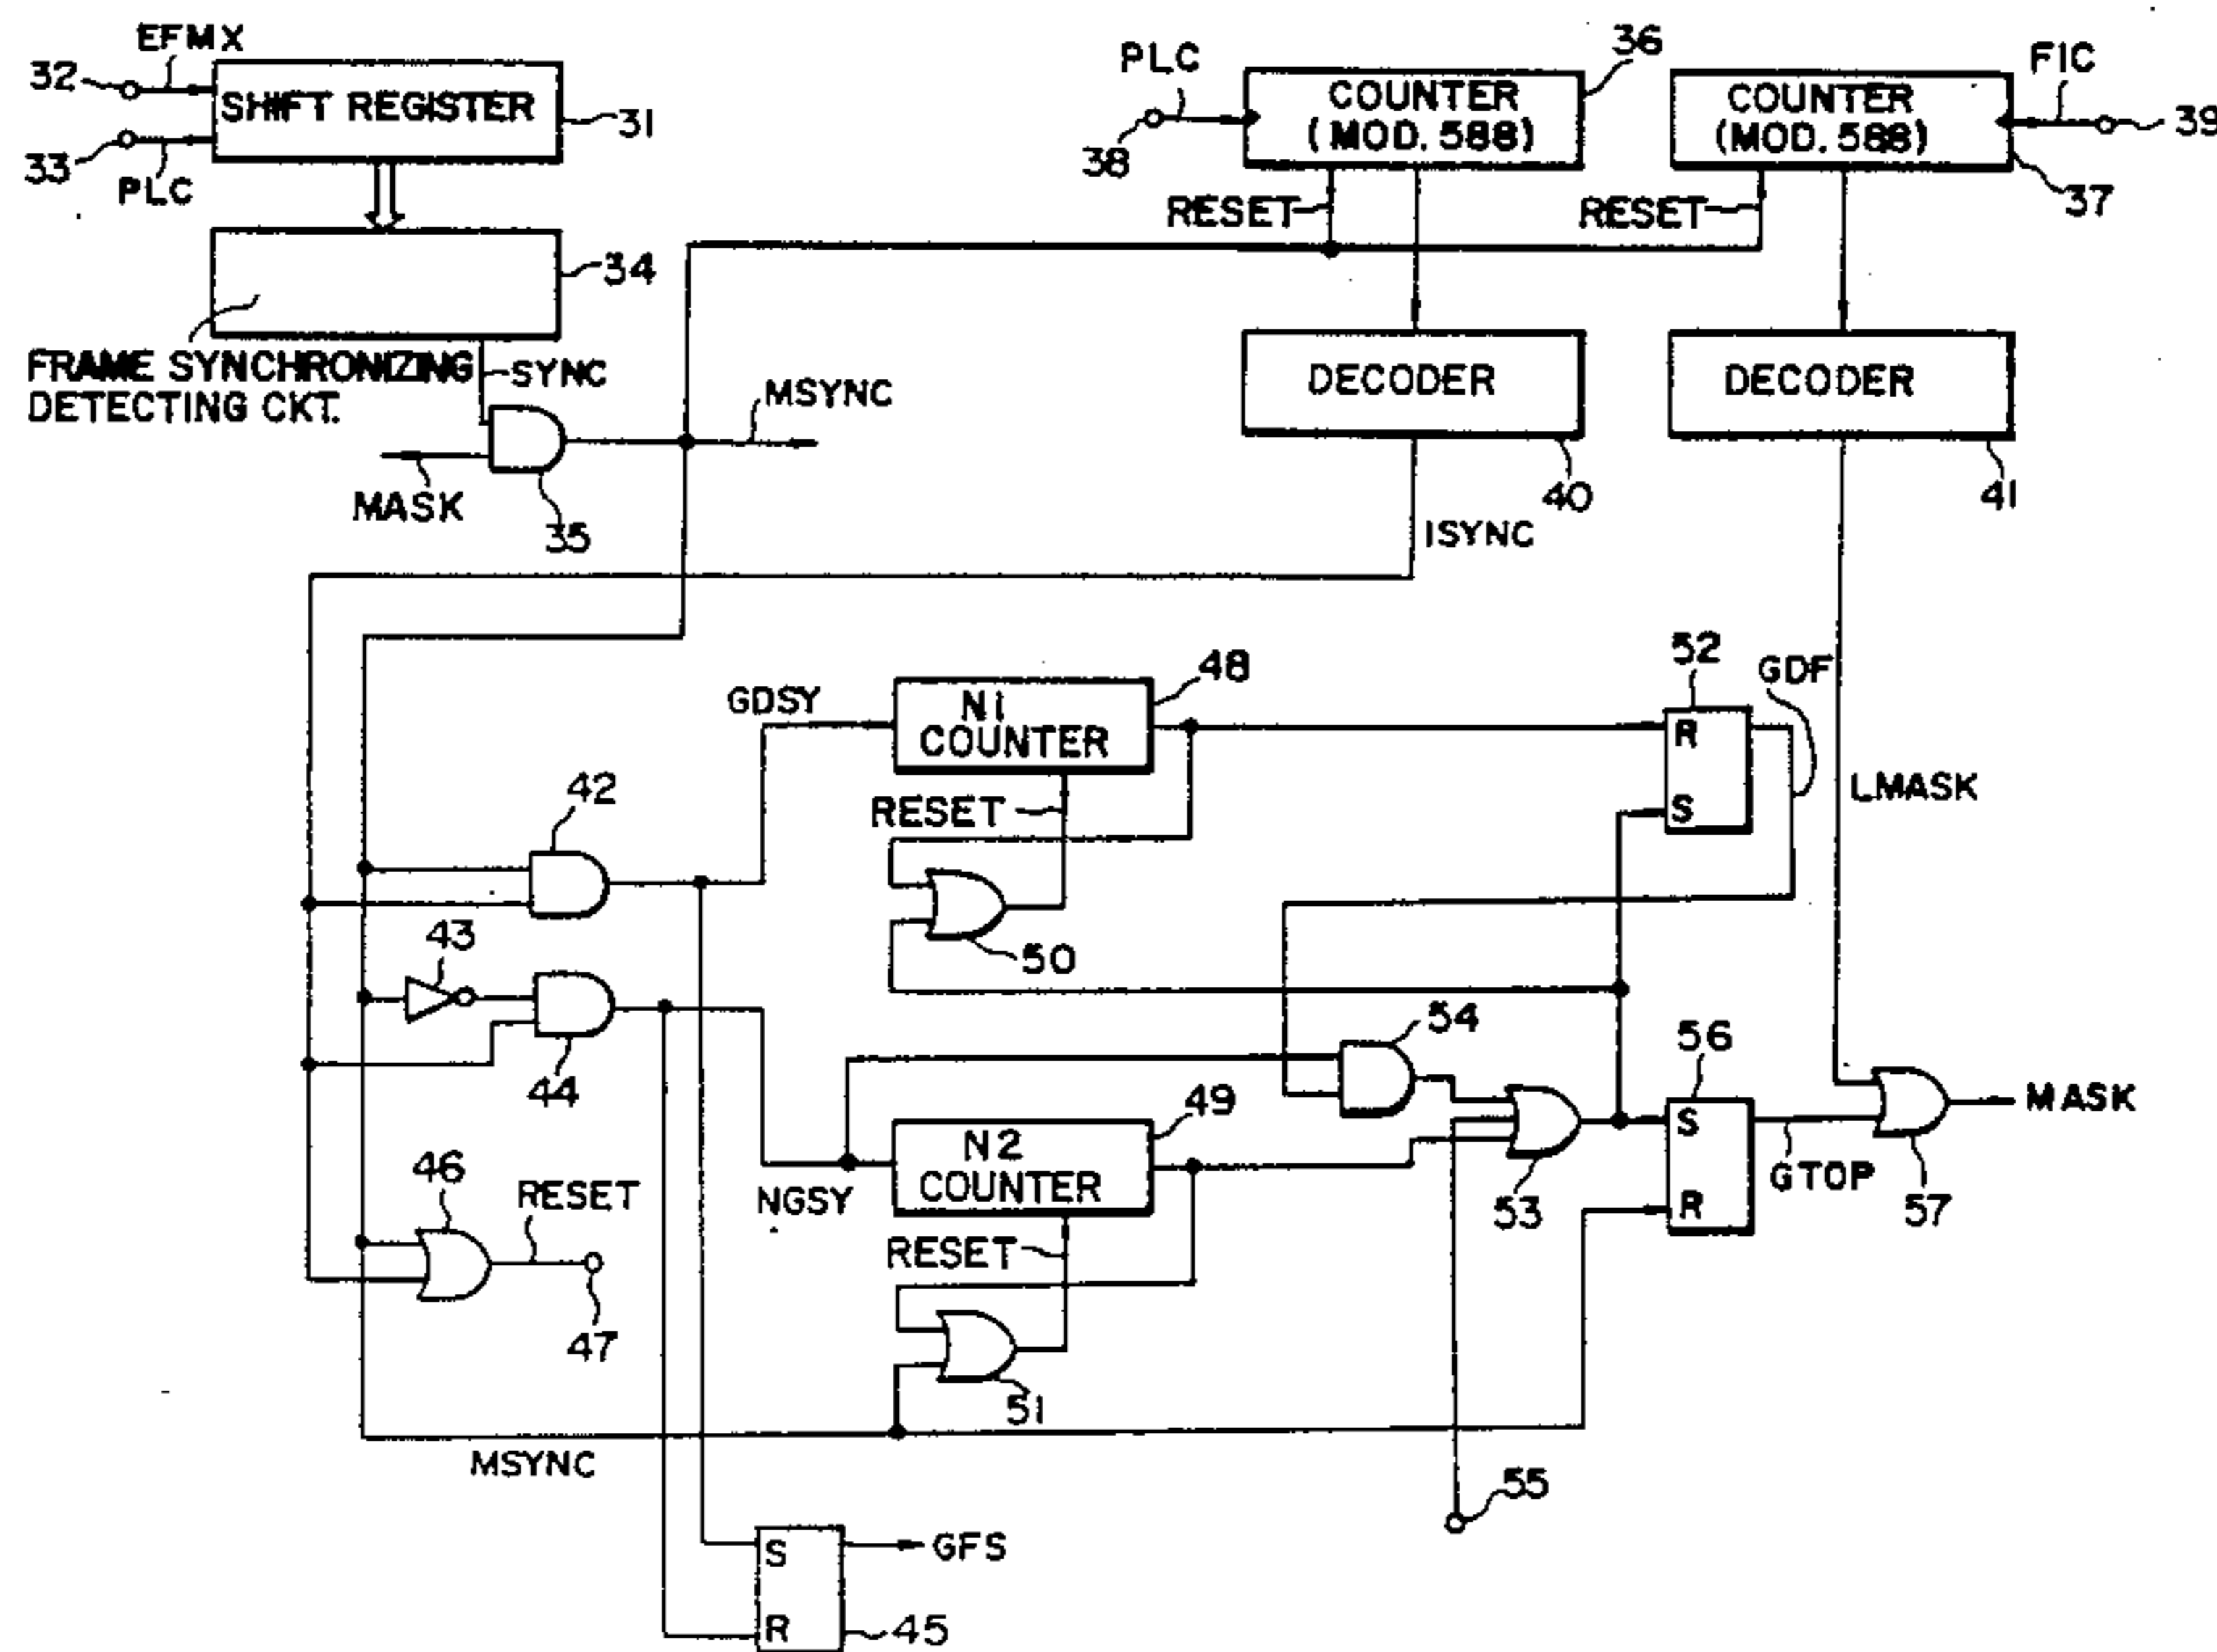 EFMX
32
SHIFT REGISTER
31
33
PLC
34
FRAME SYNCHRONIZING
DETECTING CKT.
SYNC
MSYNC
MASK
35
PLC
38
COUNTER
(MOD. 588)
36
COUNTER
(MOD. 588)
FIC
39
37
RESET
RESET
DECODER
DECODER
40
41
ISYNC
GDSY
N1
COUNTER
48
52
GDF
R
S
LMASK
RESET
42
50
43
44
54
56
49
N2
COUNTER
NGSY
46
RESET
47
RESET
53
S
R
GTOP
57
MASK
51
MSYNC
55
S
R
GFS
45